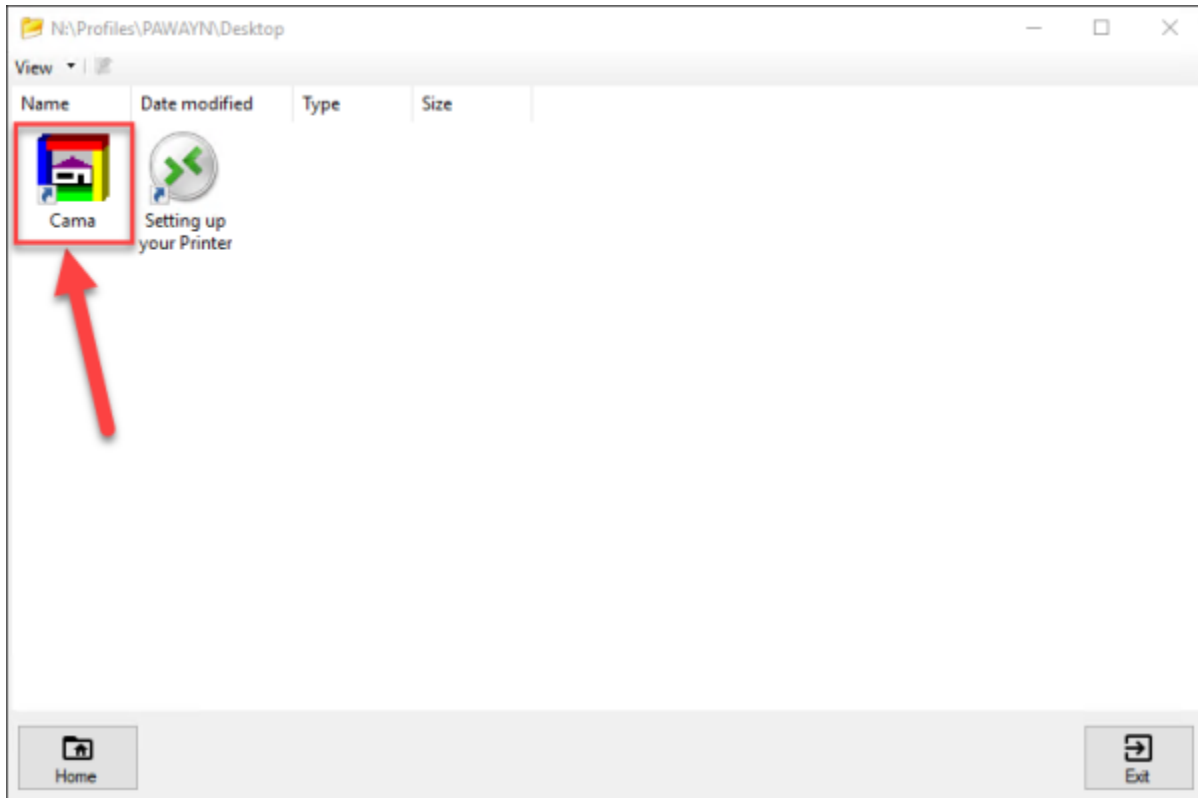 N:\Profiles\PAWAYN\Desktop
View
Name Date modified Type Size
Cama
Setting up
your Printer
Home
Exit